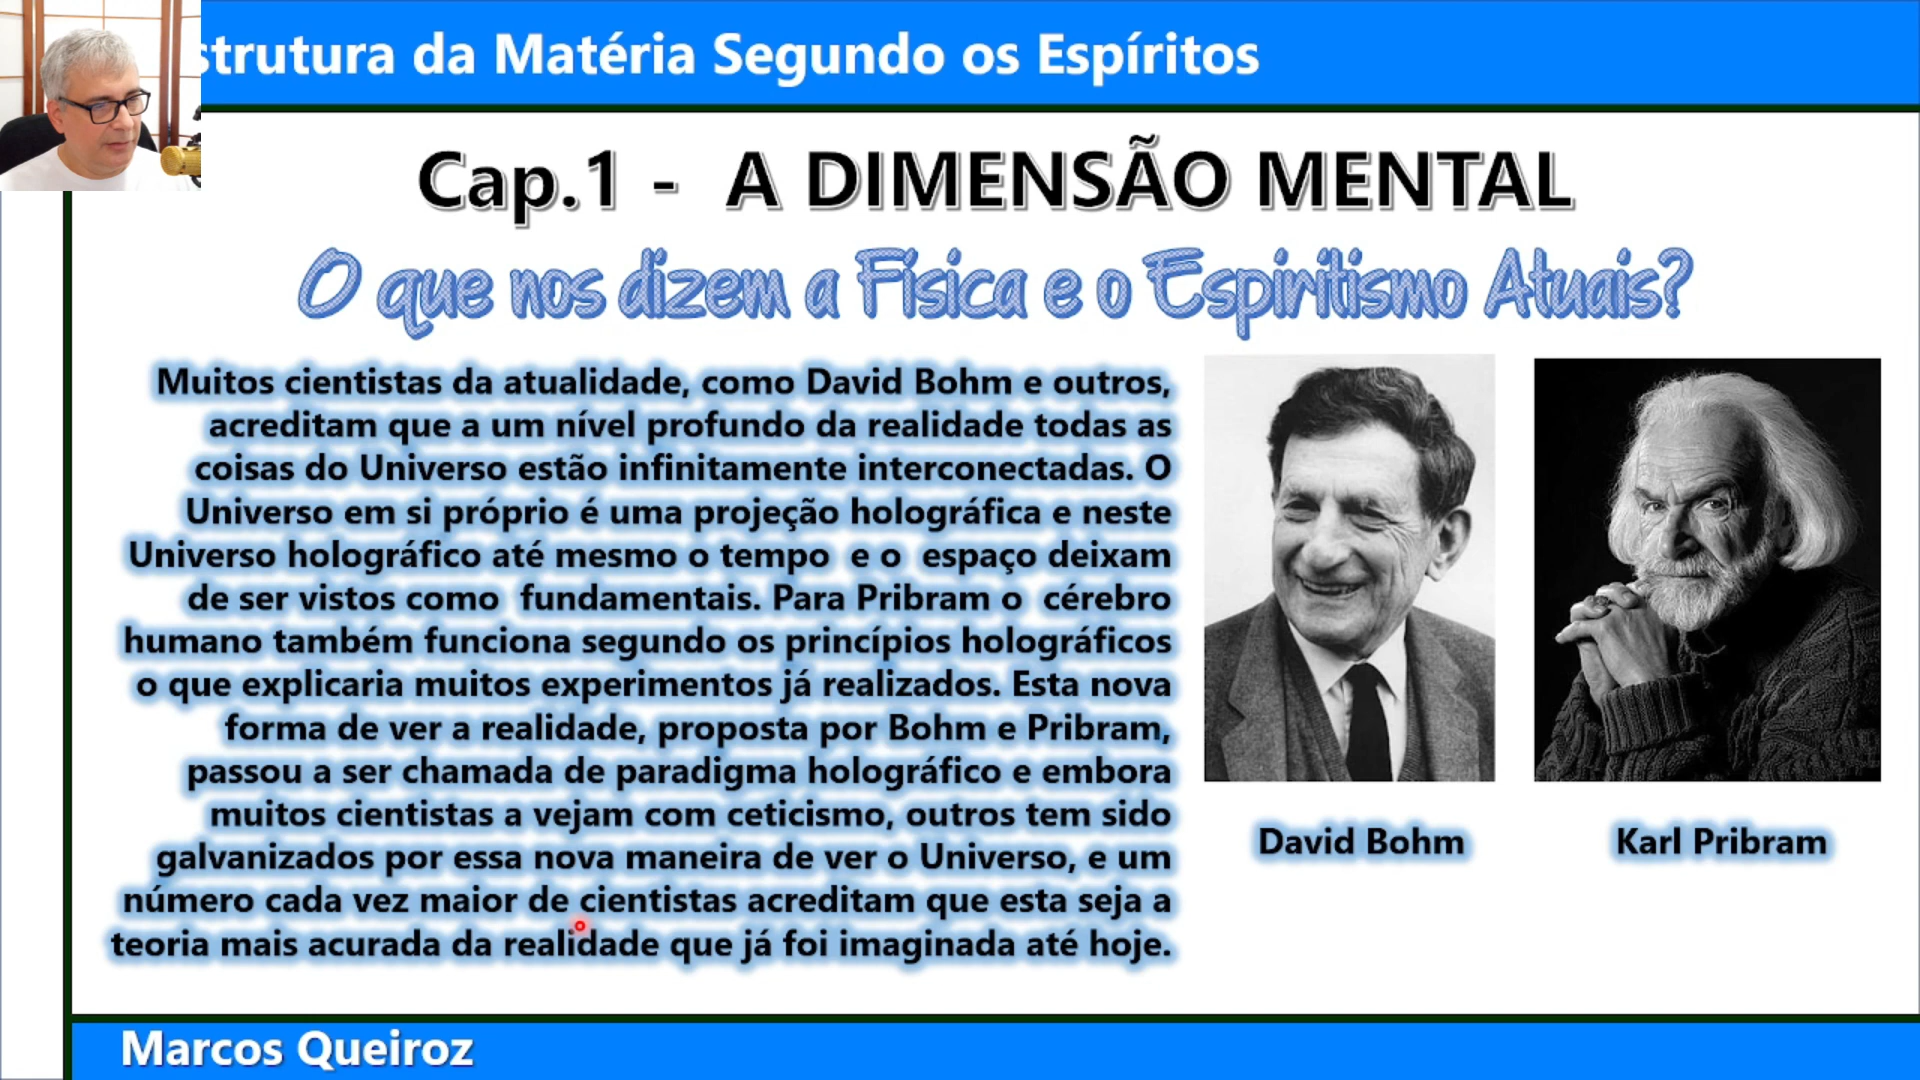 strutura da Matéria Segundo os Espíritos
Cap.1 - A DIMENSÃO MENTAL
O que nos dizem a Física e o Espiritismo Atuais?
Muitos cientistas da atualidade, como David Bohm e outros,
acreditam que a um nível profundo da realidade todas as
coisas do Universo estão infinitamente interconectadas. O
Universo em si próprio é uma projeção holográfica e neste
Universo holográfico até mesmo o tempo e o espaço deixam
de ser vistos como fundamentais. Para Pribram o cérebro
humano também funciona segundo os princípios holográficos
o que explicaria muitos experimentos já realizados. Esta nova
forma de ver a realidade, proposta por Bohm e Pribram,
passou a ser chamada de paradigma holográfico e embora
muitos cientistas a vejam com ceticismo, outros tem sido
galvanizados por essa nova maneira de ver o Universo, e um
número cada vez maior de cientistas acreditam que esta seja a
teoria mais acurada da realidade que já foi imaginada até hoje.
David Bohm
Karl Pribram
Marcos Queiroz